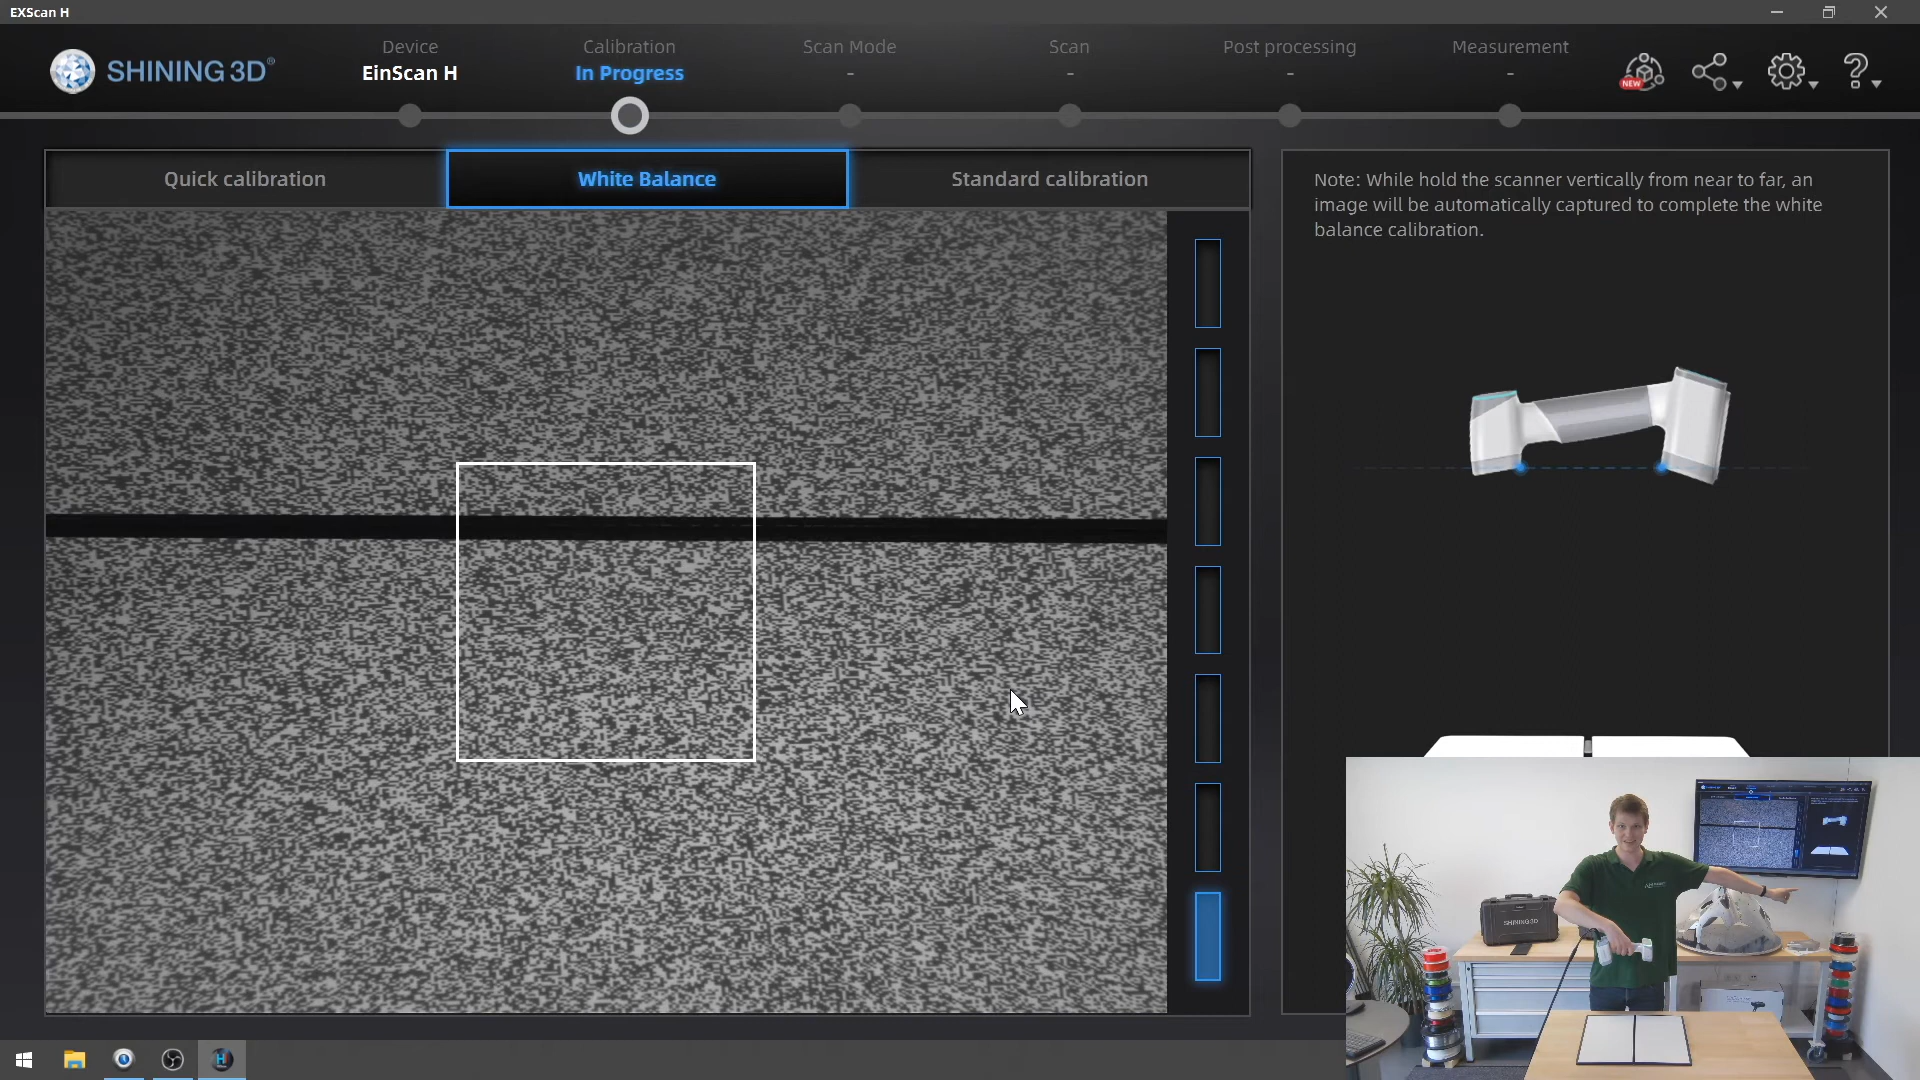 EXScan H
SHINING 3D®
Device
EinScan H
Calibration
In Progress
Scan Mode
-
Scan
-
Post processing
-
Measurement
-
NEW
Quick calibration
White Balance
Standard calibration
Note: While hold the scanner vertically from near to far, an
image will be automatically captured to complete the white
balance calibration.
SHINING 3D